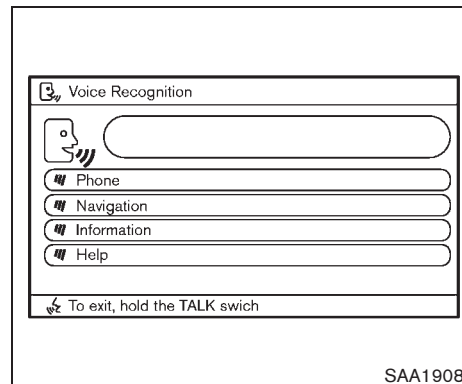 Voice Recognition
Phone
Navigation
Information
Help
To exit, hold the TALK swich
SAA1908